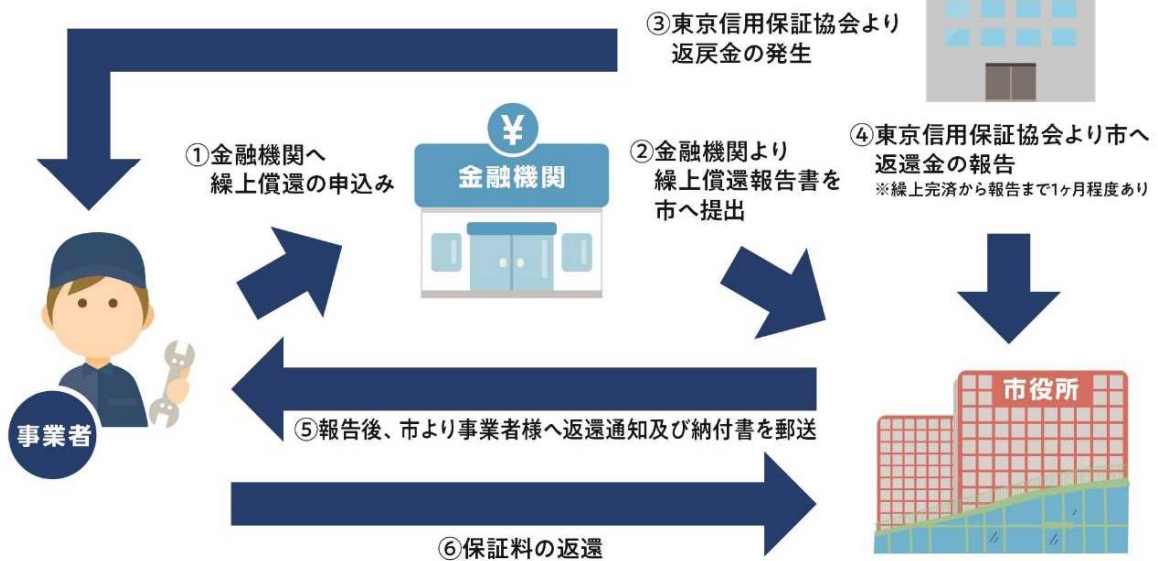 ③東京信用保証協会より
返戻金の発生
①金融機関へ
繰上償還の申込み
¥
金融機関
②金融機関より
繰上償還報告書を
市へ提出
④東京信用保証協会より市へ
返還金の報告
※繰上完済から報告まで1ヶ月程度あり
事業者
市役所
⑤報告後、市より事業者様へ返還通知及び納付書を郵送
⑥保証料の返還